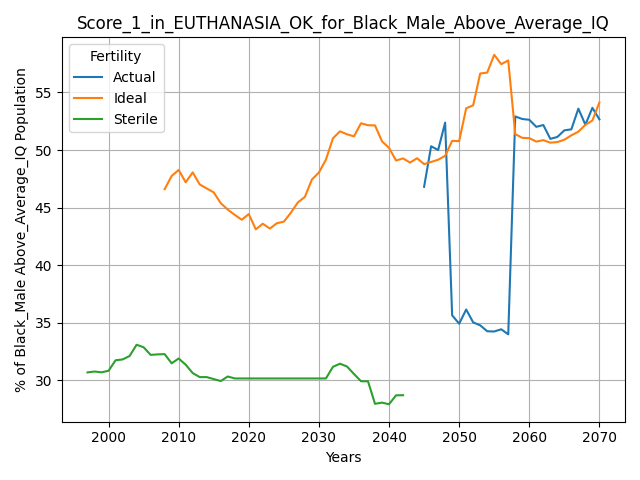 Score_1_in_EUTHANASIA_OK_for_Black_Male_Above_Average_IQ
Fertility
Actual
Ideal
Sterile
% of Black_Male Above_Average_IQ Population
55
50
45
40
35
30
2000 2010 2020 2030 2040 2050 2060 2070
Years